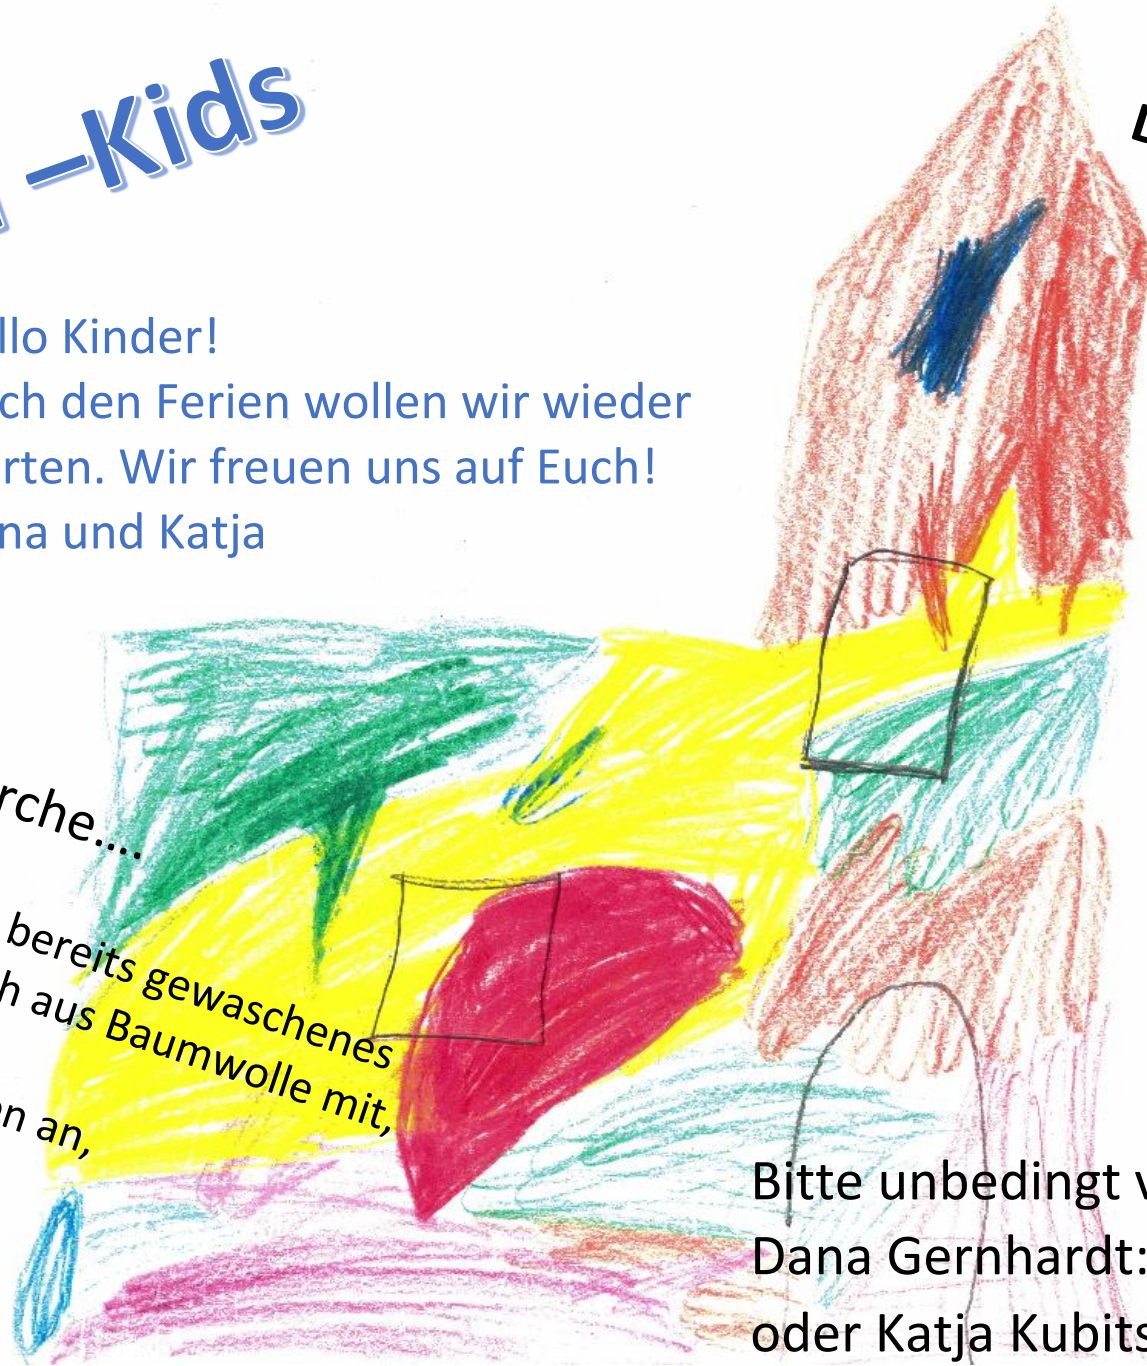 –Kids
llo Kinder!
ch den Ferien wollen wir wieder
rten. Wir freuen uns auf Euch!
na und Katja
rche....
bereits gewaschenes
h aus Baumwolle mit,
n an,
Bitte unbedingt v
Dana Gernhardt:
oder Katja Kubits